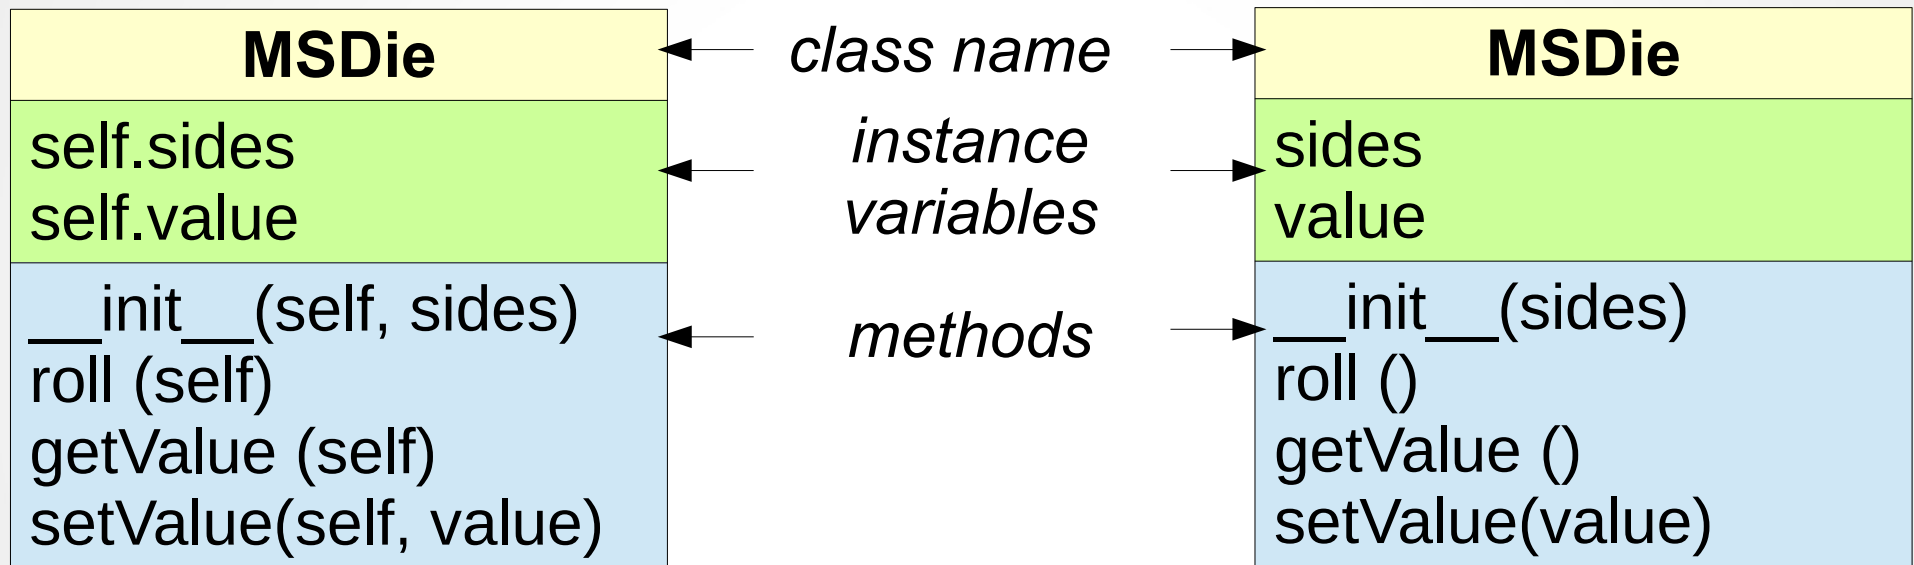 MSDie
self.sides
self.value
__init__(self, sides)
roll (self)
getValue (self)
setValue(self, value)
class name
instance
variables
methods
MSDie
sides
value
__init__(sides)
roll ()
getValue ()
setValue(value)